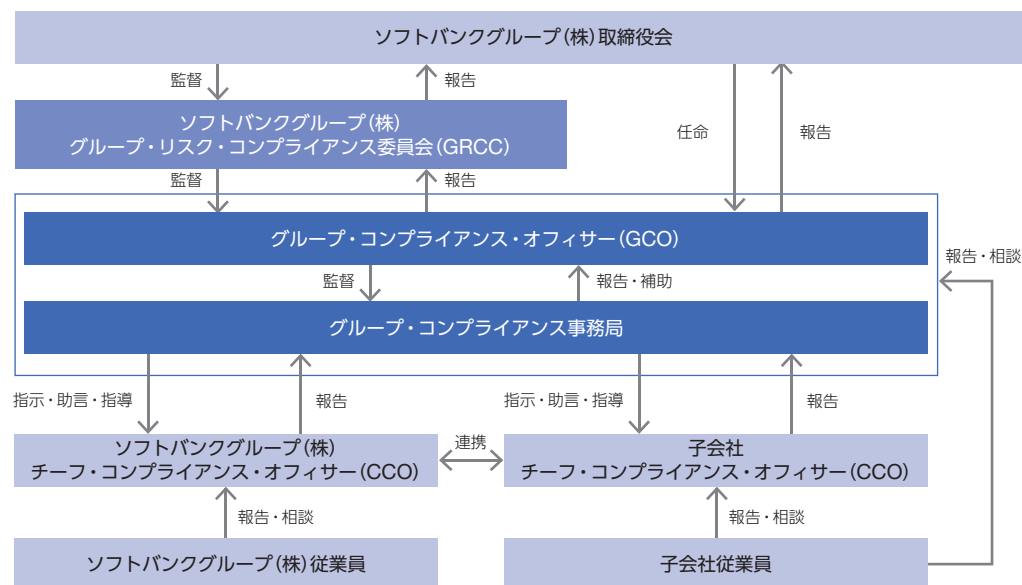 ソフトバンクグループ(株)取締役会
監督
報告
ソフトバンクグループ(株)
グループ・リスク・コンプライアンス委員会(GRCC)
任命
報告
監督
報告
グループ・コンプライアンス・オフィサー(GCO)
報告・相談
監督
報告・補助
グループ・コンプライアンス事務局
指示・助言・指導
報告
指示・助言・指導
報告
ソフトバンクグループ(株)
チーフ・コンプライアンス・オフィサー(CCO)
連携
子会社
チーフ・コンプライアンス・オフィサー(CCO)
報告・相談
報告・相談
ソフトバンクグループ(株)従業員
子会社従業員